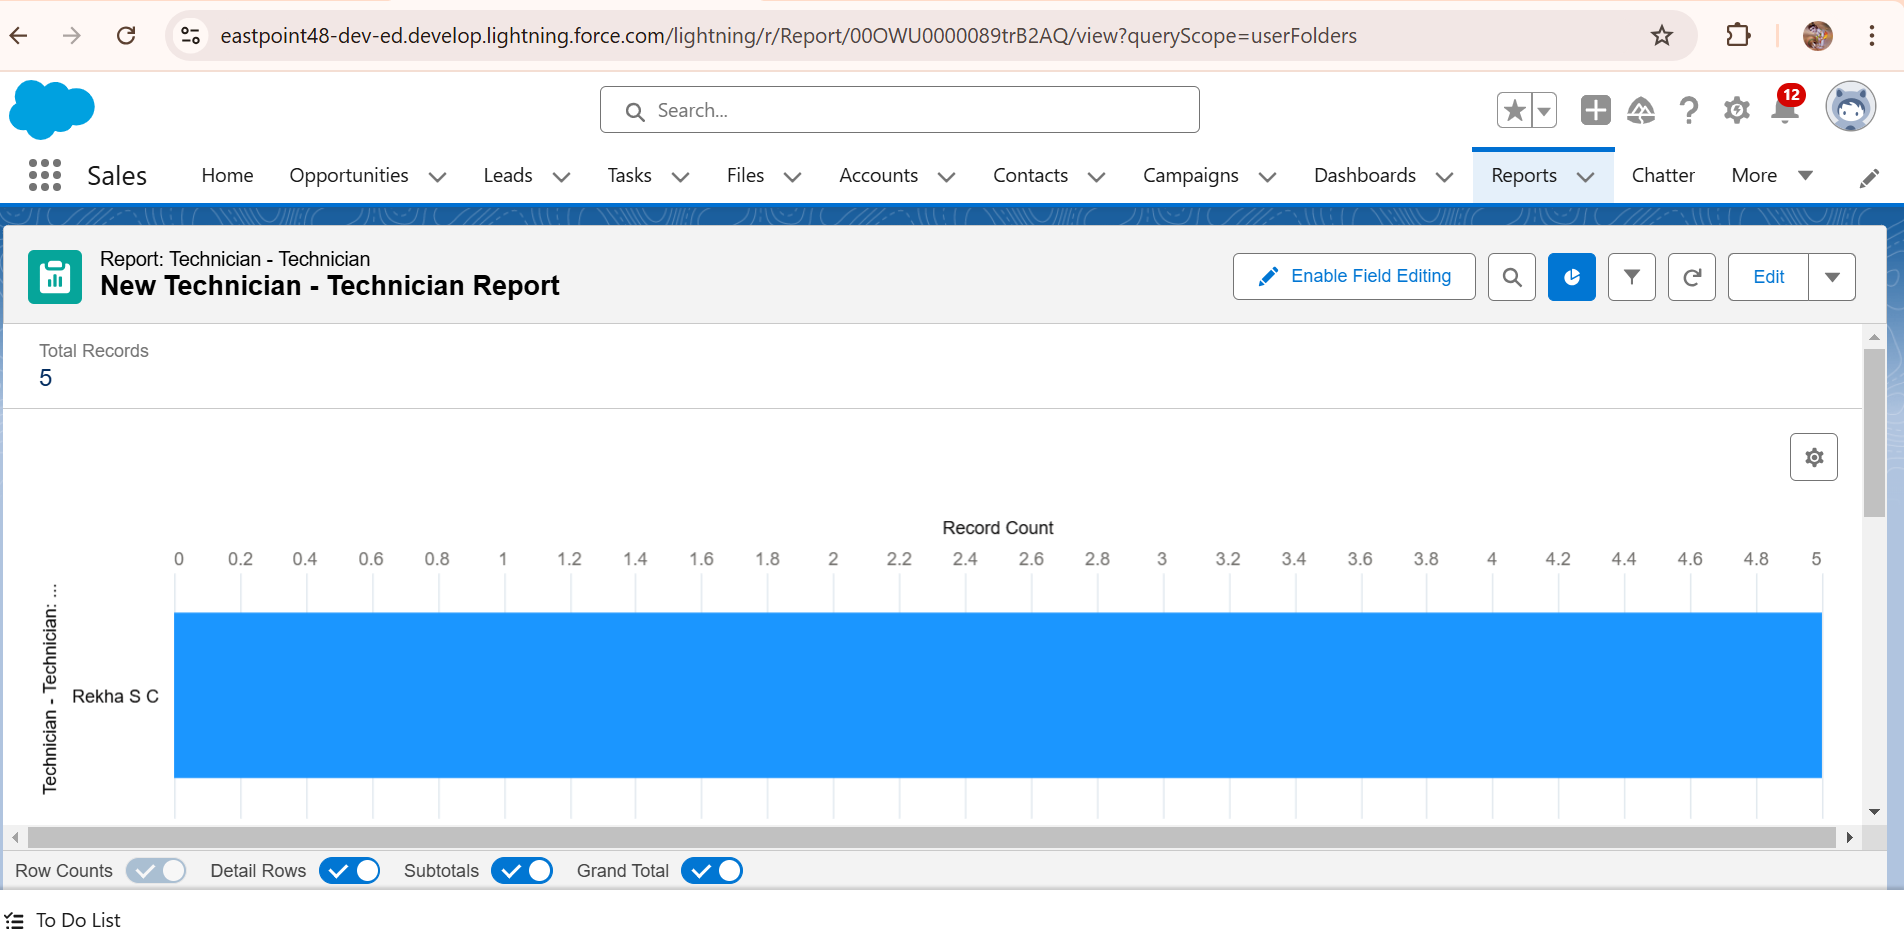 eastpoint48-dev-ed.develop.lightning.force.com/lightning/r/Report/00OWU0000089trB2AQ/view?queryScope=userFolders
Search...
12
Sales Home Opportunities Leads Tasks Files Accounts Contacts Campaigns Dashboards Reports Chatter More
Report: Technician - Technician
New Technician - Technician Report
Enable Field Editing
Edit
Total Records
5
Record Count
0 0.2 0.4 0.6 0.8 1 1.2 1.4 1.6 1.8 2 2.2 2.4 2.6 2.8 3 3.2 3.4 3.6 3.8 4 4.2 4.4 4.6 4.8 5
Technician - Technician: ...
Rekha S C
Row Counts Detail Rows Subtotals Grand Total
To Do List